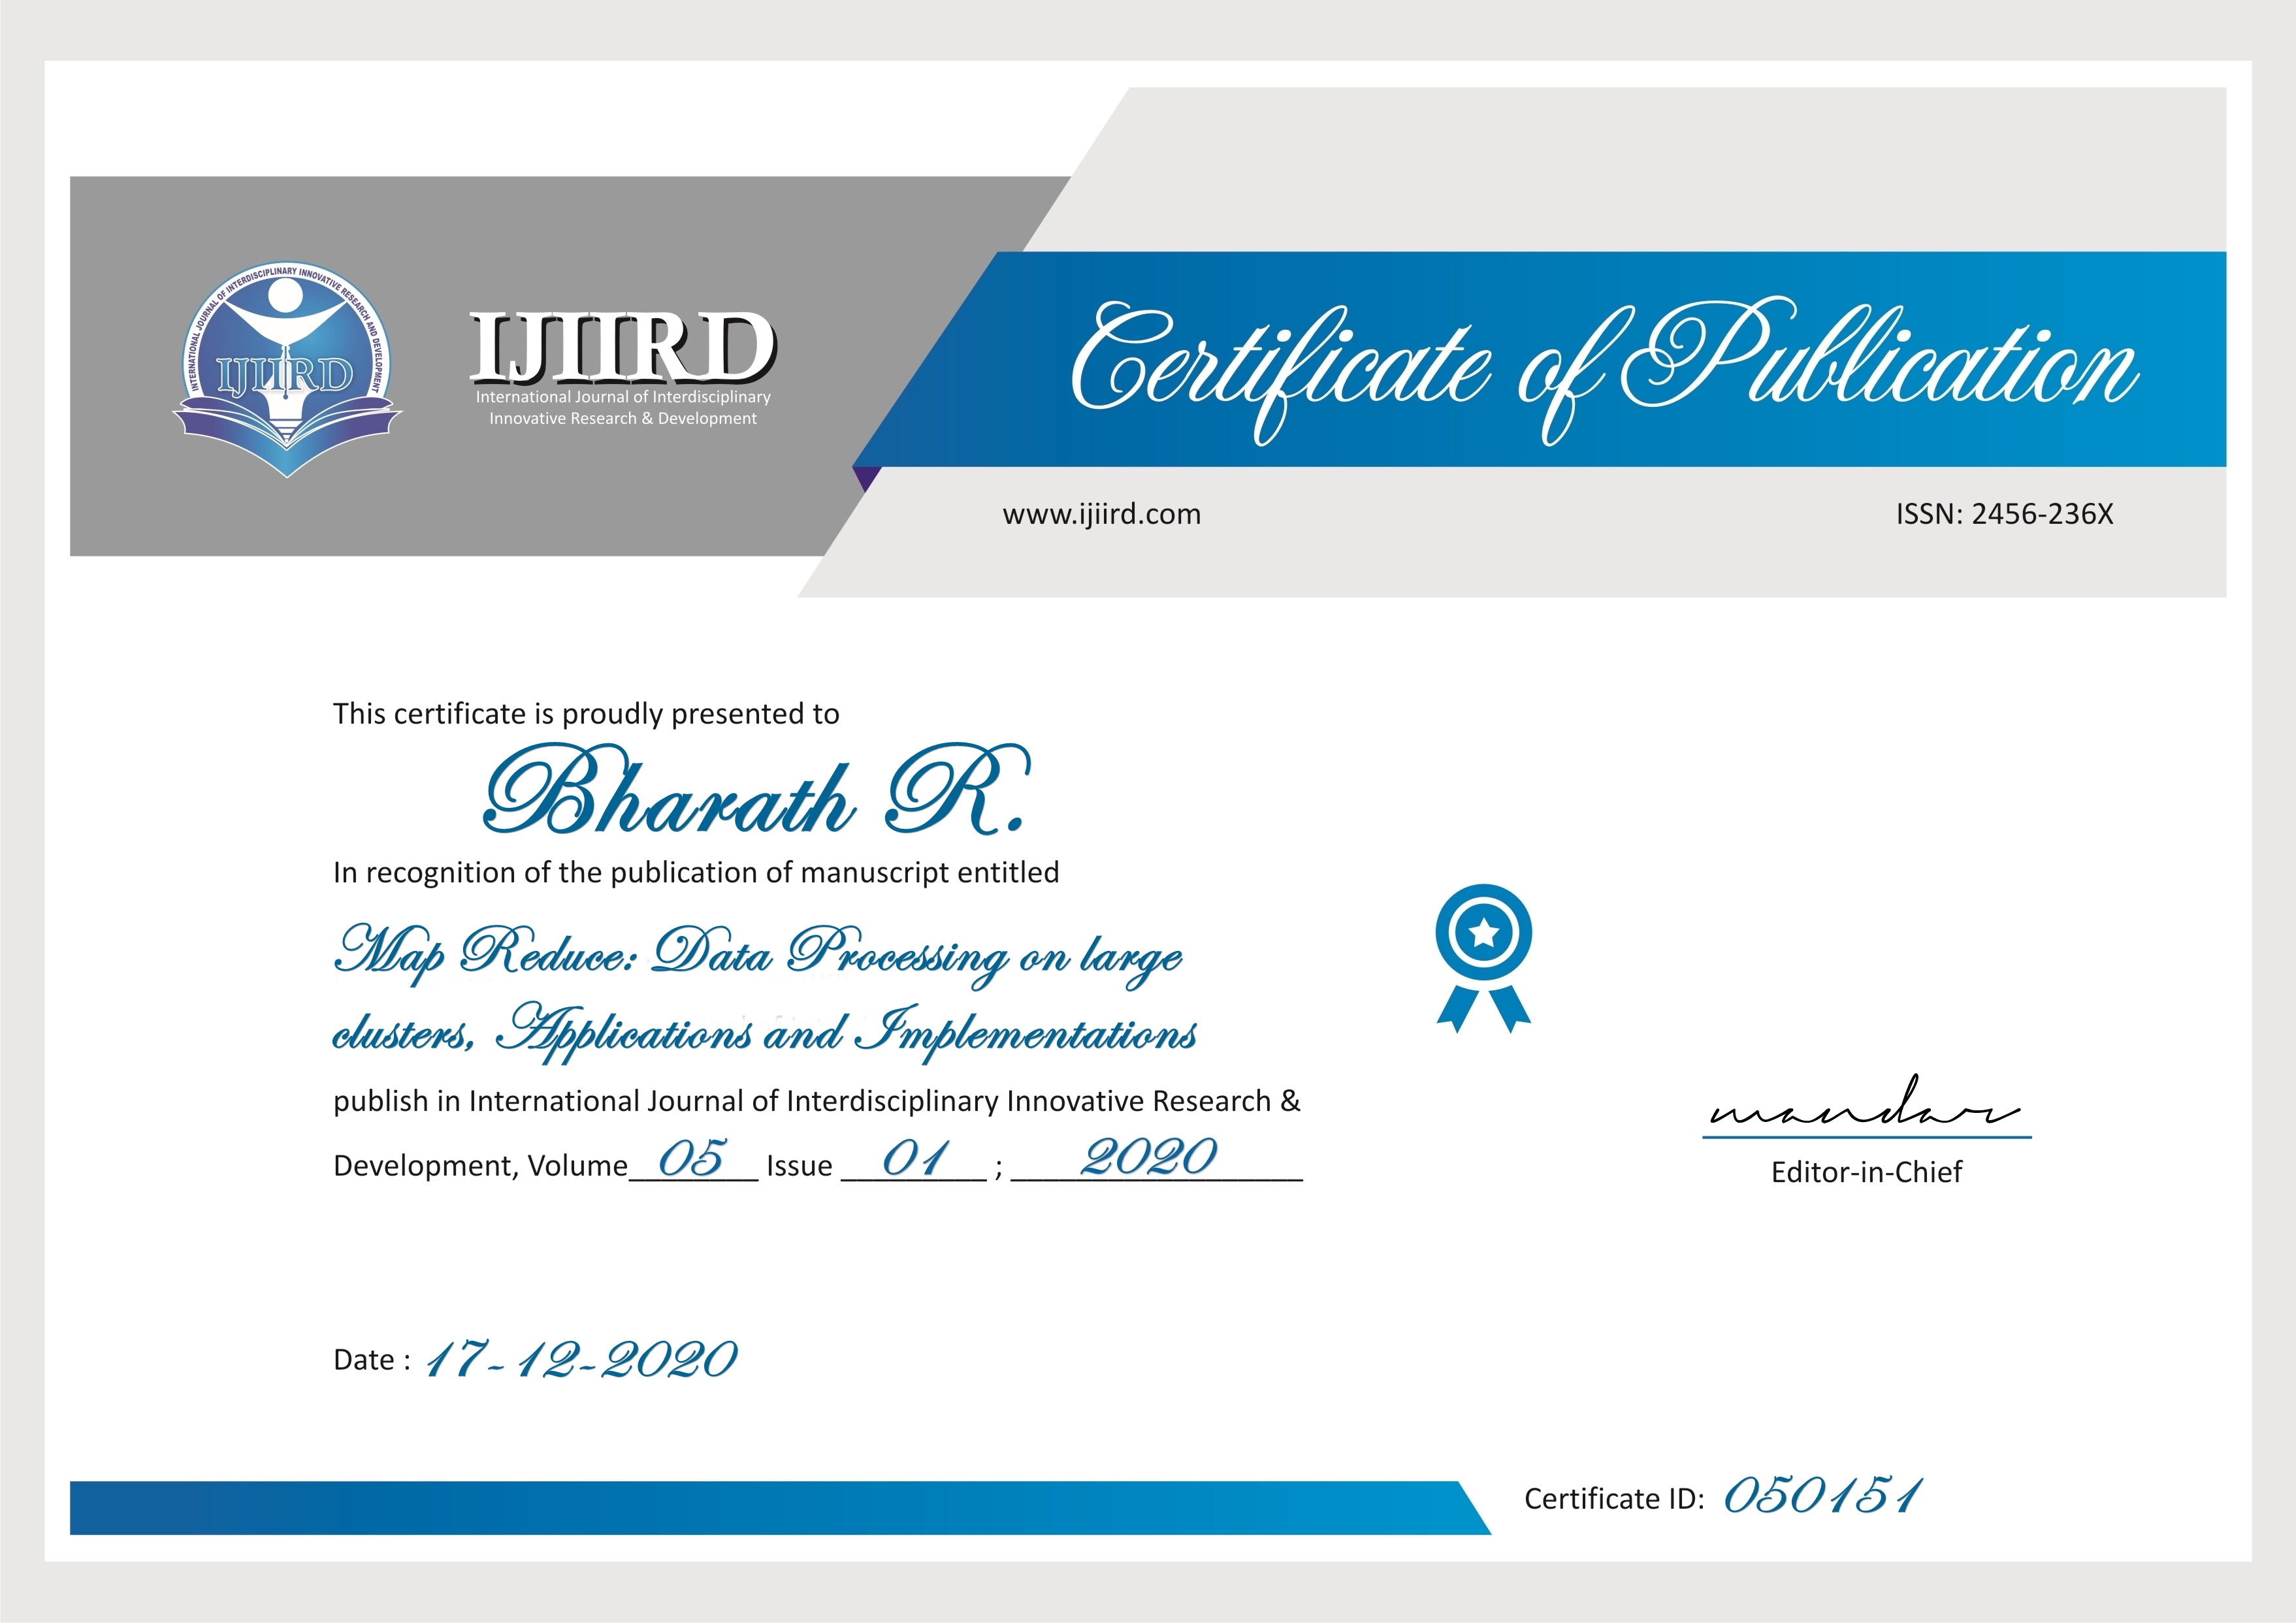 INTERNATIONAL JOURNAL OF INTERDISCIPLINARY INNOVATIVE RESEARCH AND DEVELOPMENT
IJIIRD
IJIIRD
International Journal of Interdisciplinary
Innovative Research & Development
Certificate of Publication
www.ijiird.com
ISSN: 2456-236X
This certificate is proudly presented to
Bharath R.
In recognition of the publication of manuscript entitled
Map Reduce: Data Processing on large
clusters, Applications and Implementations
publish in International Journal of Interdisciplinary Innovative Research &
Development, Volume 05 Issue 01 ; 2020
mandar
Editor-in-Chief
Date : 17-12-2020
Certificate ID: 050151